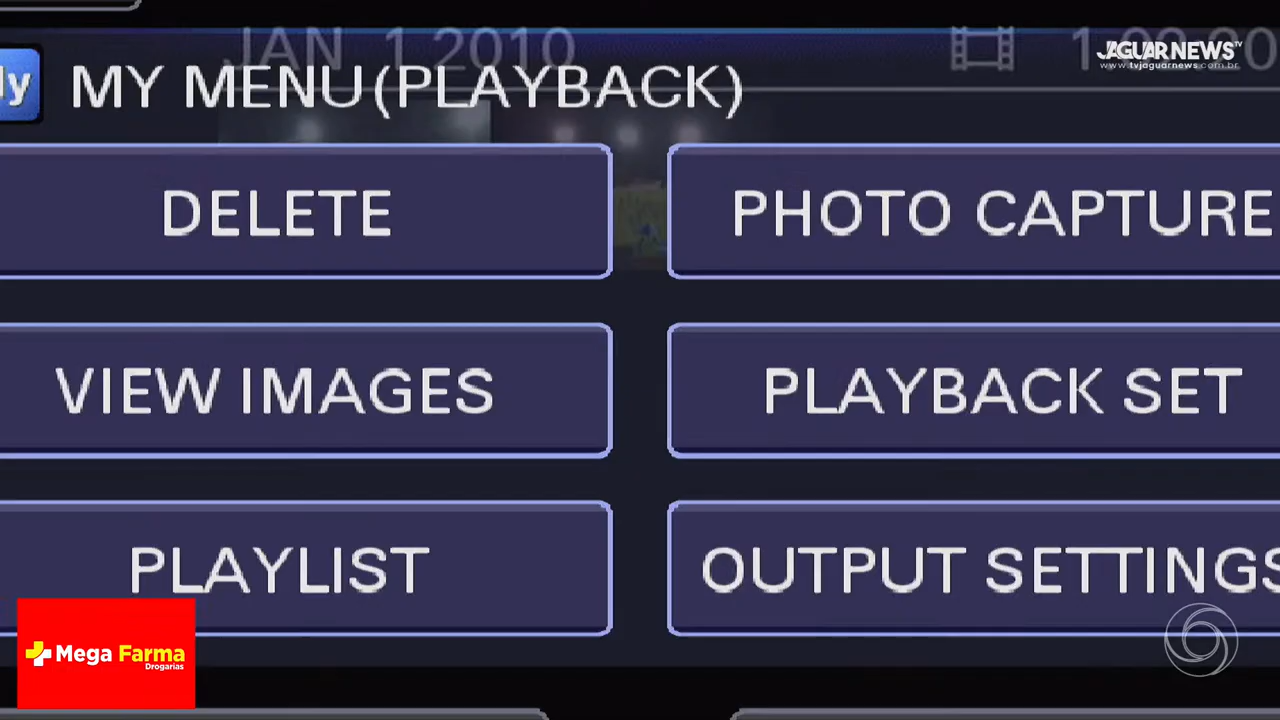 JAN 1 2010
JAGUAR NEWS TV
www.tvjaguarnews.com.br
MY MENU(PLAYBACK)
DELETE
PHOTO CAPTURE
VIEW IMAGES
PLAYBACK SET
PLAYLIST
OUTPUT SETTINGS
Mega Farma
Drogarias